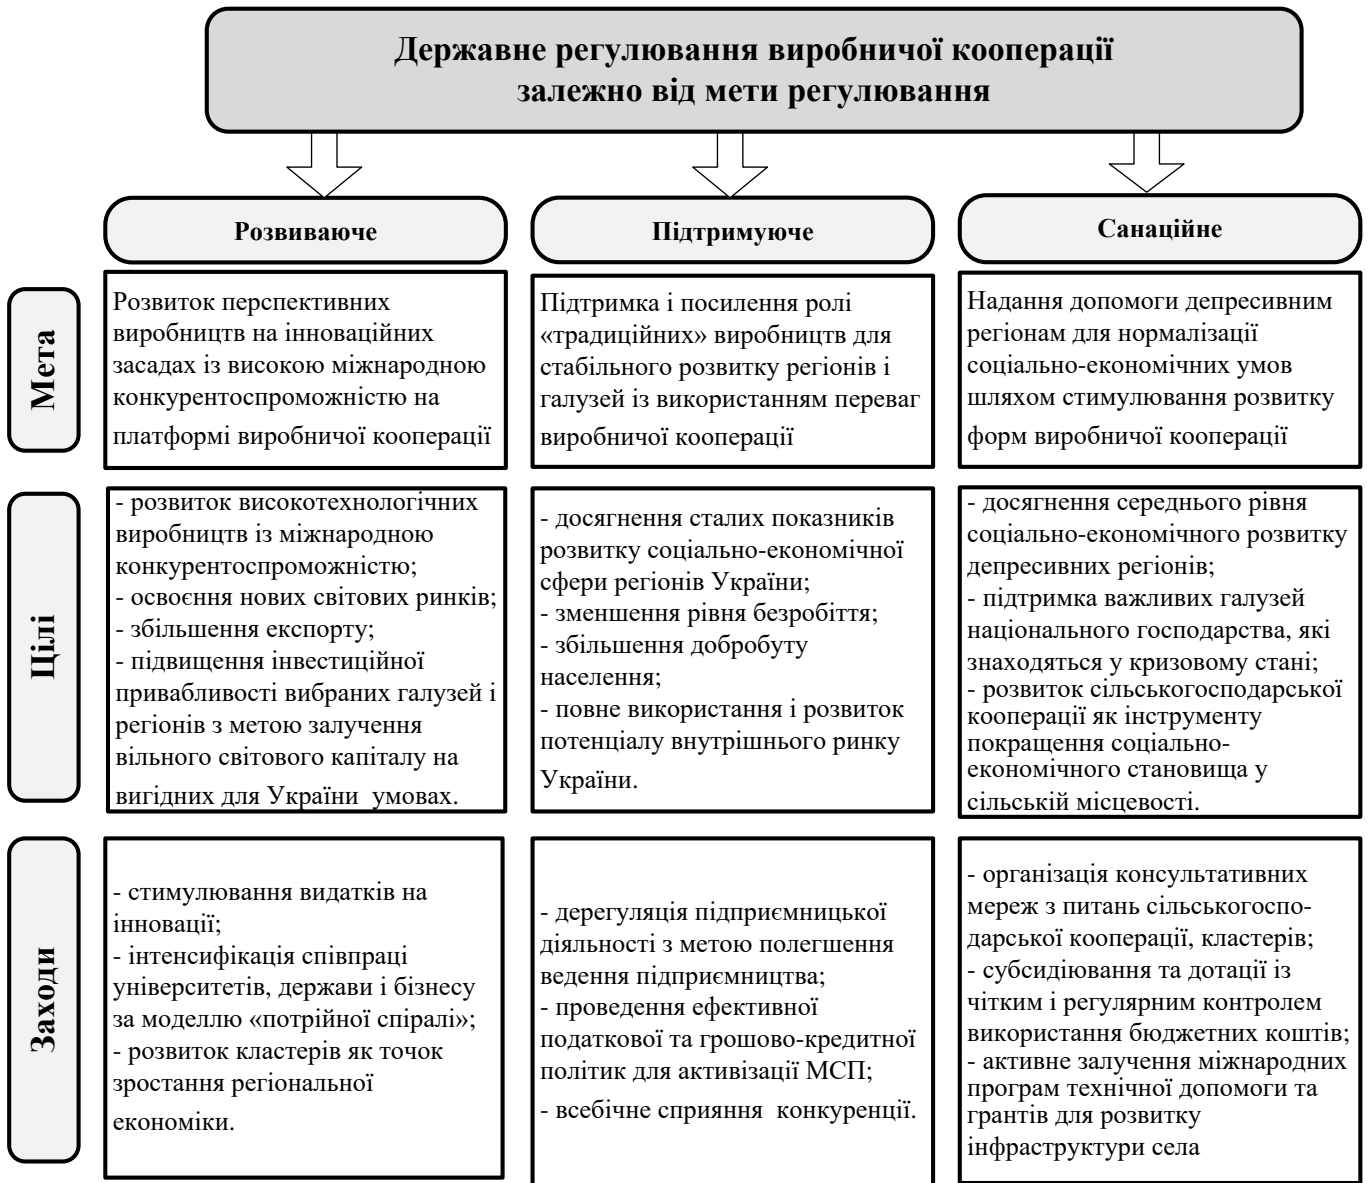 Державне регулювання виробничої кооперації
залежно від мети регулювання
Розвиваюче
Підтримуюче
Санаційне
Мета
Розвиток перспективних
виробництв на інноваційних
засадах із високою міжнародною
конкурентоспроможністю на
платформі виробничої кооперації
Підтримка і посилення ролі
«традиційних» виробництв для
стабільного розвитку регіонів і
галузей із використанням переваг
виробничої кооперації
Надання допомоги депресивним
регіонам для нормалізації
соціально-економічних умов
шляхом стимулювання розвитку
форм виробничої кооперації
Цілі
- розвиток високотехнологічних
виробництв із міжнародною
конкурентоспроможністю;
- освоєння нових світових ринків;
- збільшення експорту;
- підвищення інвестиційної
привабливості вибраних галузей і
регіонів з метою залучення
вільного світового капіталу на
вигідних для України  умовах.
- досягнення сталих показників
розвитку соціально-економічної
сфери регіонів України;
- зменшення рівня безробіття;
- збільшення добробуту
населення;
- повне використання і розвиток
потенціалу внутрішнього ринку
України.
- досягнення середнього рівня
соціально-економічного розвитку
депресивних регіонів;
- підтримка важливих галузей
національного господарства, які
знаходяться у кризовому стані;
- розвиток сільськогосподарської
кооперації як інструменту
покращення соціально-
економічного становища у
сільській місцевості.
Заходи
- стимулювання видатків на
інновації;
- інтенсифікація співпраці
університетів, держави і бізнесу
за моделлю «потрійної спіралі»;
- розвиток кластерів як точок
зростання регіональної
економіки.
- дерегуляція підприємницької
діяльності з метою полегшення
ведення підприємництва;
- проведення ефективної
податкової та грошово-кредитної
політик для активізації МСП;
- всебічне сприяння  конкуренції.
- організація консультативних
мереж з питань сільськогоспо-
дарської кооперації, кластерів;
- субсидіювання та дотації із
чітким і регулярним контролем
використання бюджетних коштів;
- активне залучення міжнародних
програм технічної допомоги та
грантів для розвитку
інфраструктури села